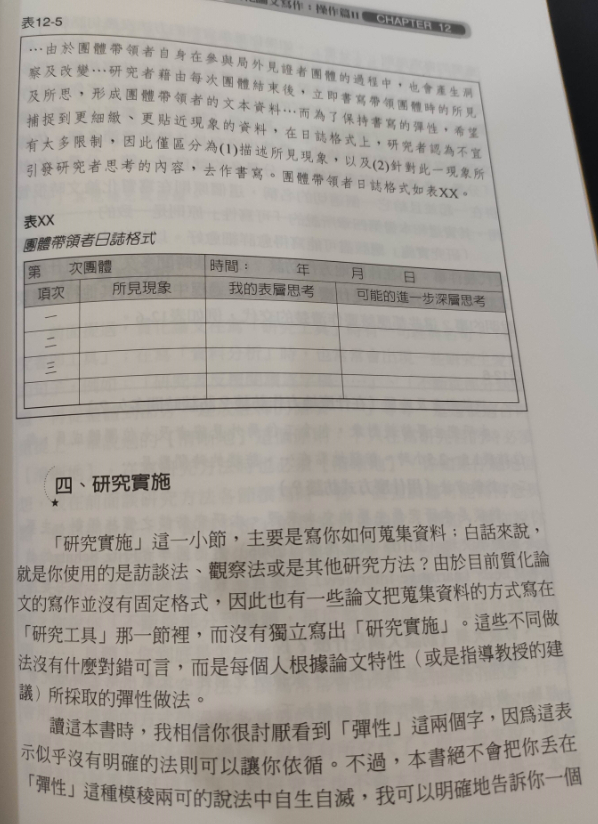 論文寫作：操作篇II CHAPTER 12
表12-5
…由於團體帶領者自身在參與局外見證者團體的過程中，也會產生洞
察及改變…研究者藉由每次團體結束後，立即書寫帶領團體時的所見
及所思，形成團體帶領者的文本資料…而為了保持書寫的彈性，希望
捕捉到更細緻、更貼近現象的資料，在日誌格式上，研究者認為不宜
有太多限制，因此僅區分為(1)描述所見現象，以及(2)針對此一現象所
引發研究者思考的內容，去作書寫。團體帶領者日誌格式如表XX。
表XX
團體帶領者日誌格式
第 次團體 時間： 年 月 日
項次 所見現象 我的表層思考 可能的進一步深層思考
一
二
三
四、研究實施
「研究實施」這一小節，主要是寫你如何蒐集資料；白話來說，
就是你使用的是訪談法、觀察法或是其他研究方法？由於目前質化論
文的寫作並沒有固定格式，因此也有一些論文把蒐集資料的方式寫在
「研究工具」那一節裡，而沒有獨立寫出「研究實施」。這些不同做
法沒有什麼對錯可言，而是每個人根據論文特性（或是指導教授的建
議）所採取的彈性做法。
讀這本書時，我相信你很討厭看到「彈性」這兩個字，因為這表
示似乎沒有明確的法則可以讓你依循。不過，本書絕不會把你丟在
「彈性」這種模稜兩可的說法中自生自滅，我可以明確地告訴你一個